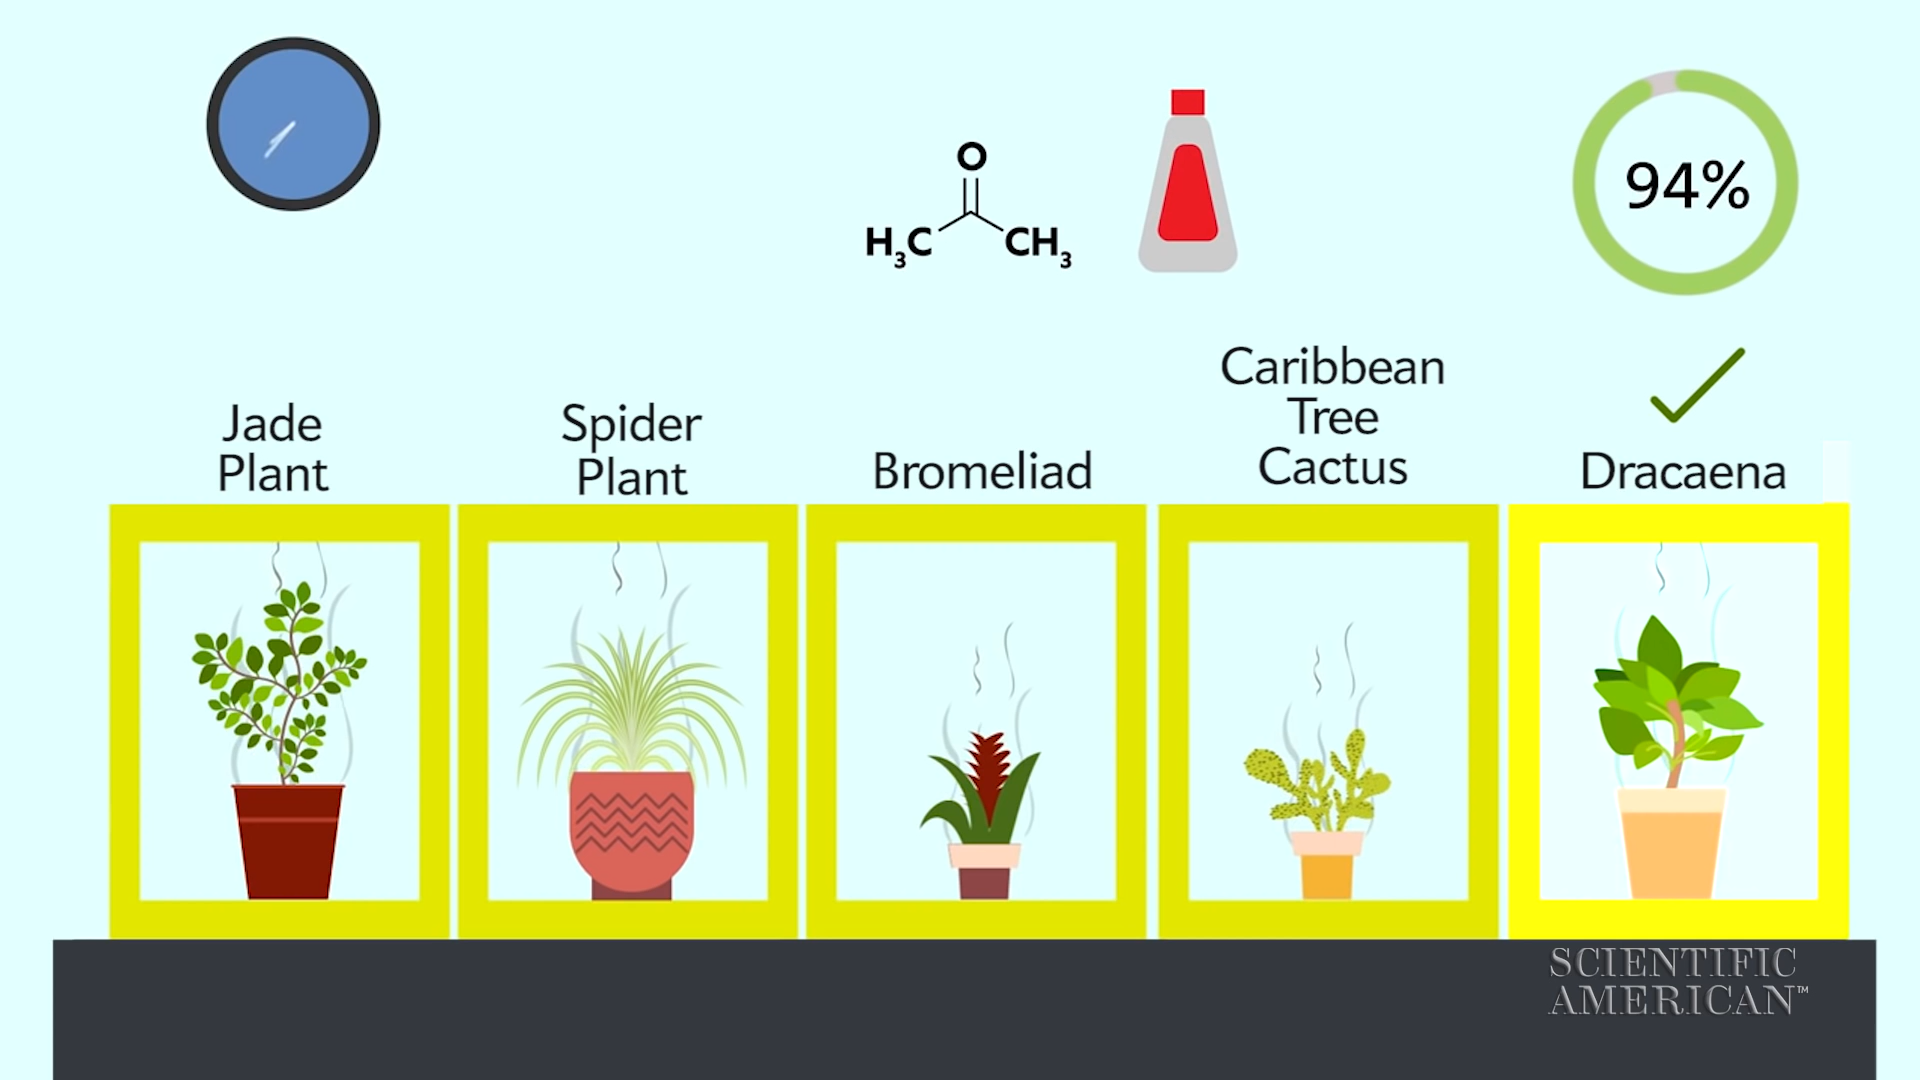 O
H₃C
CH₃
94%
Jade
Plant
Spider
Plant
Bromeliad
Caribbean
Tree
Cactus
Dracaena
SCIENTIFIC
AMERICAN™